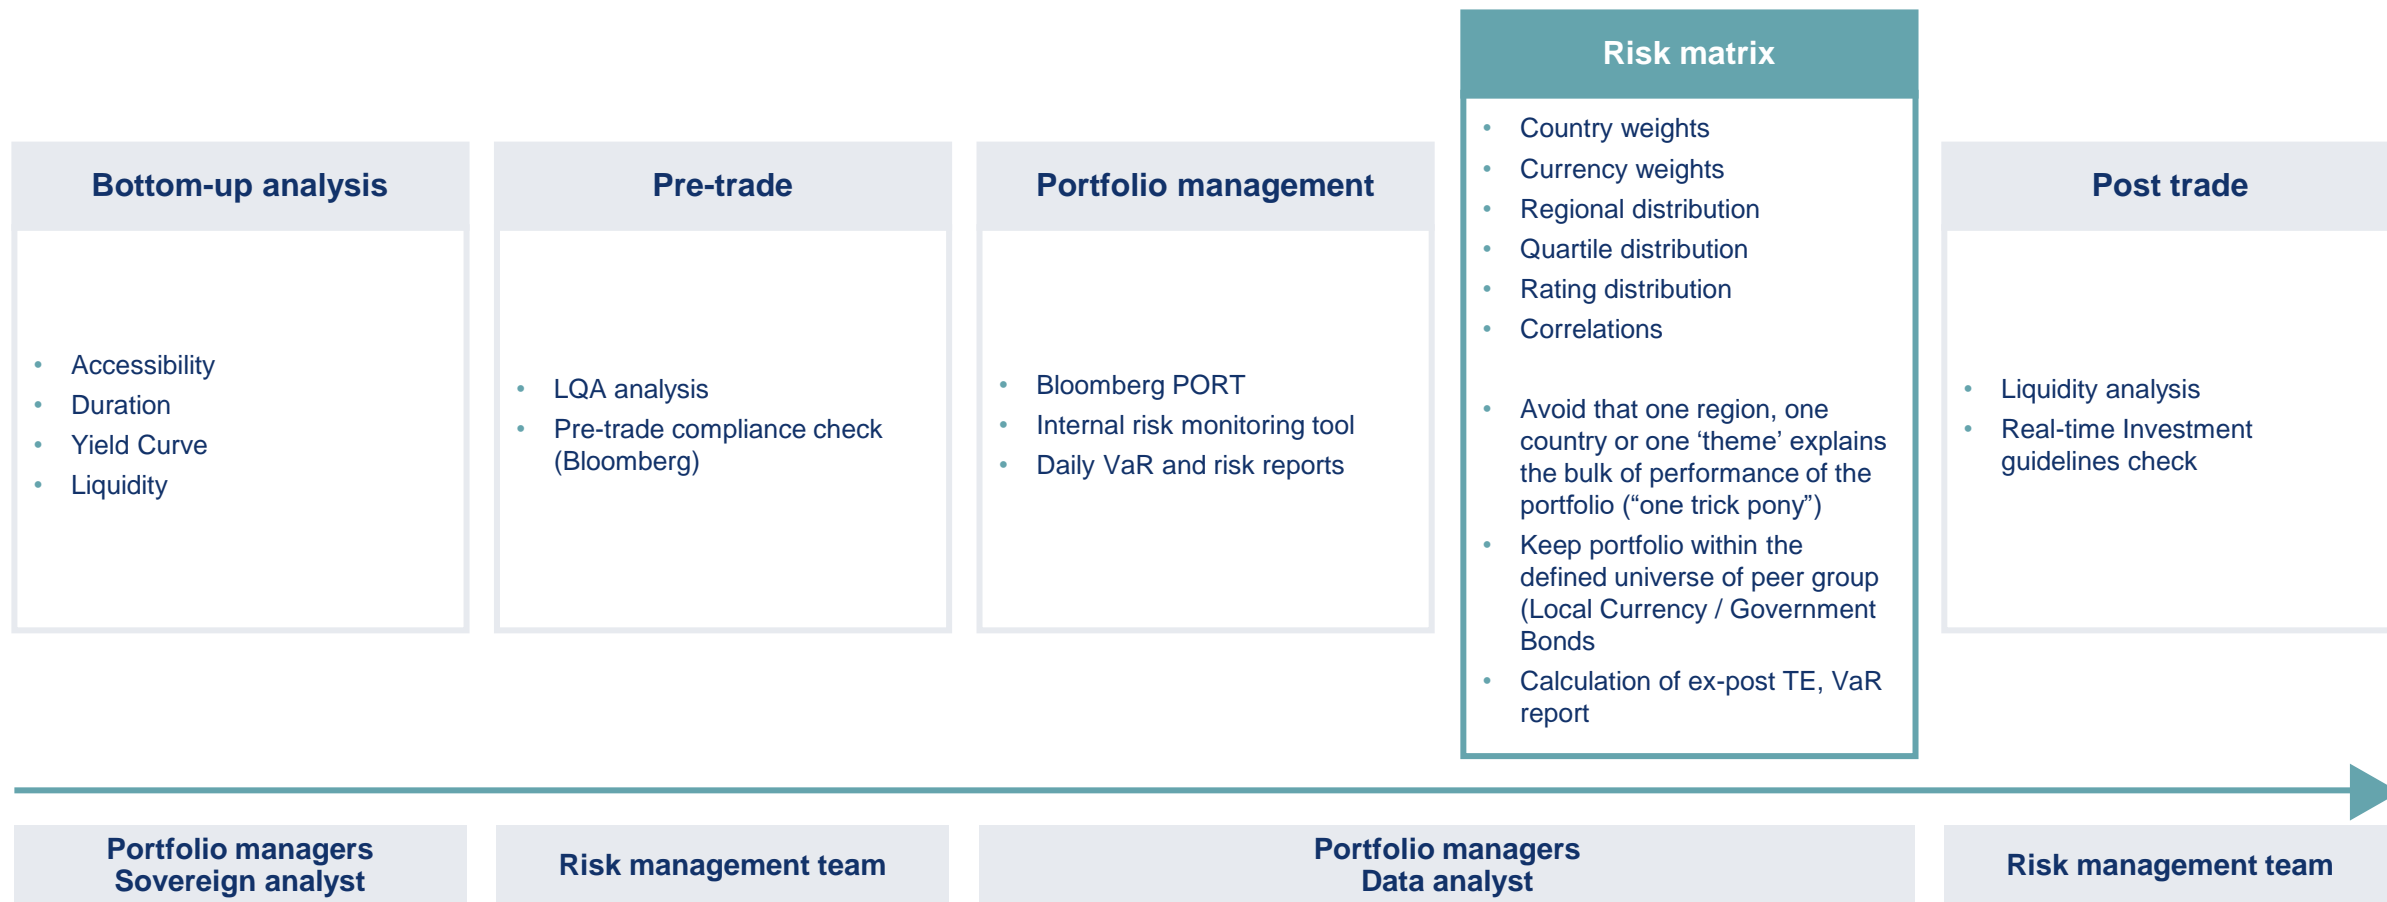 Bottom-up analysis
• Accessibility
• Duration
• Yield Curve
• Liquidity
Pre-trade
• LQA analysis
• Pre-trade compliance check
(Bloomberg)
Portfolio management
• Bloomberg PORT
• Internal risk monitoring tool
• Daily VaR and risk reports
Risk matrix
• Country weights
• Currency weights
• Regional distribution
• Quartile distribution
• Rating distribution
• Correlations
• Avoid that one region, one
country or one ‘theme’ explains
the bulk of performance of the
portfolio (“one trick pony”)
• Keep portfolio within the
defined universe of peer group
(Local Currency / Government
Bonds
• Calculation of ex-post TE, VaR
report
Post trade
• Liquidity analysis
• Real-time Investment
guidelines check
Portfolio managers
Sovereign analyst
Risk management team
Portfolio managers
Data analyst
Risk management team